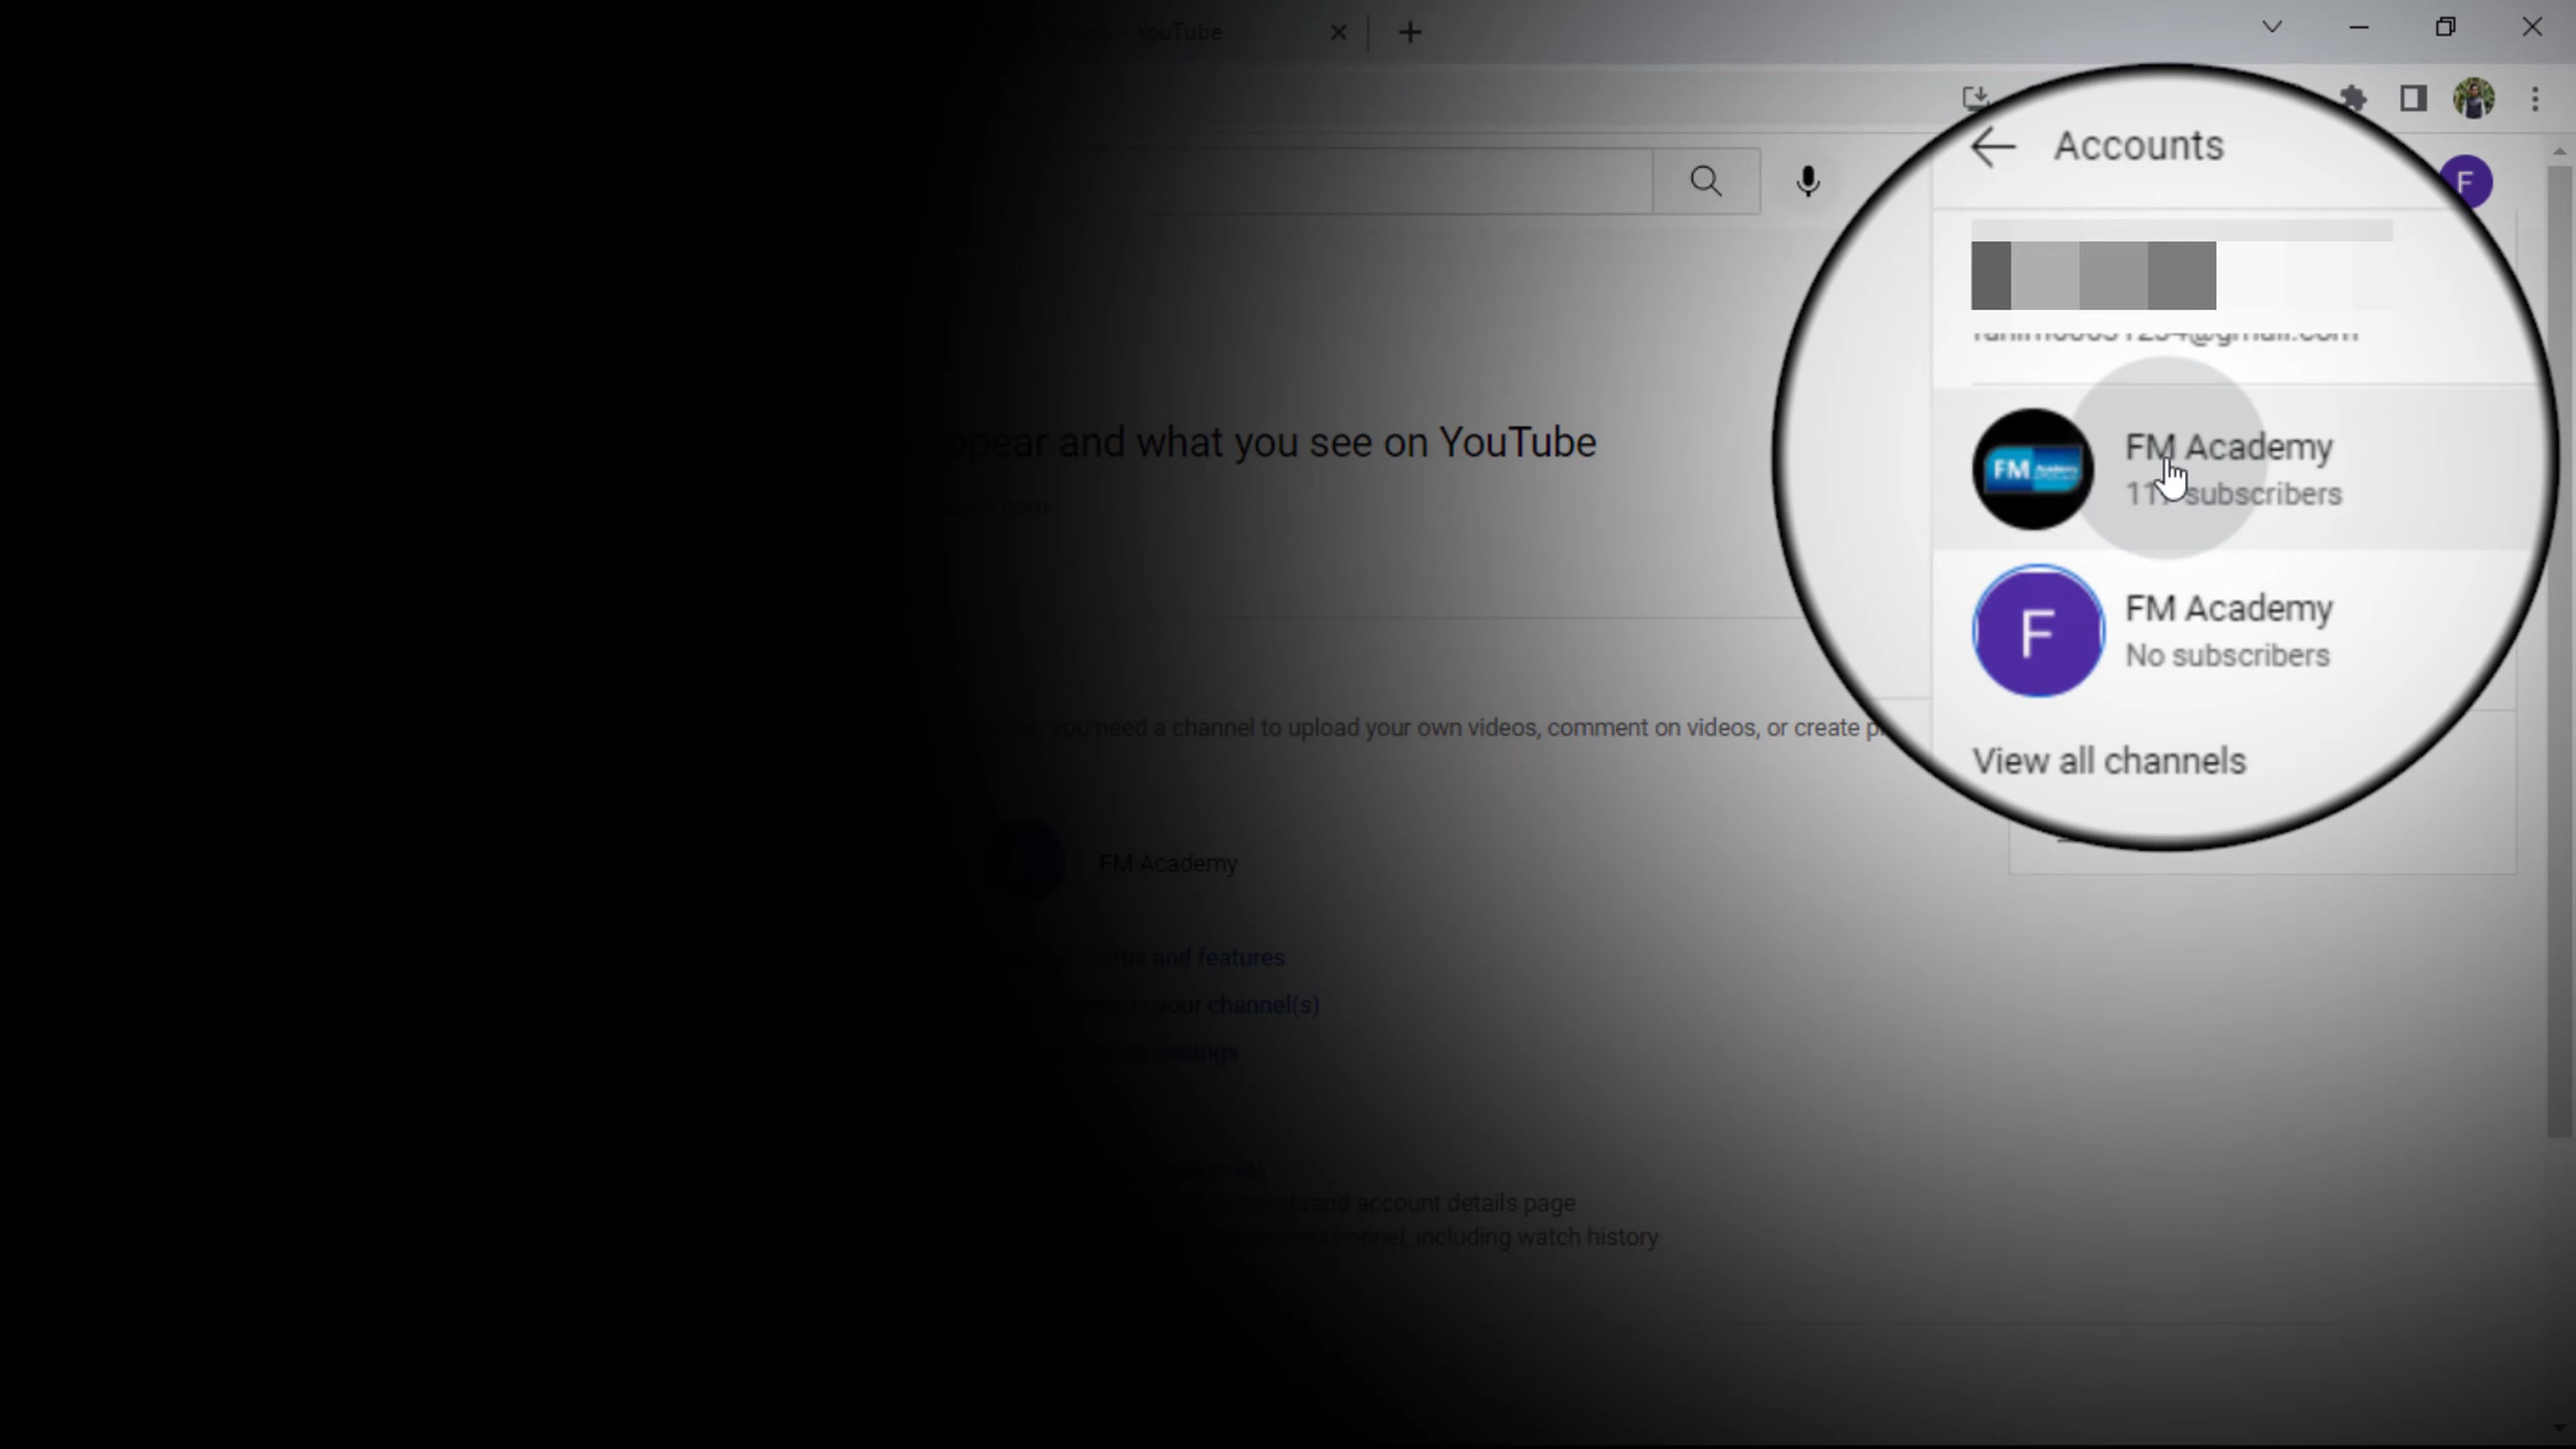 YouTube
Accounts
F
FM Academy
FM
subscribers
F
FM Academy
No subscribers
View all channels
appear and what you see on YouTube
you need a channel to upload your own videos, comment on videos, or create
FM Academy
status and features
your channel(s)
settings
brand account details page
channel, including watch history